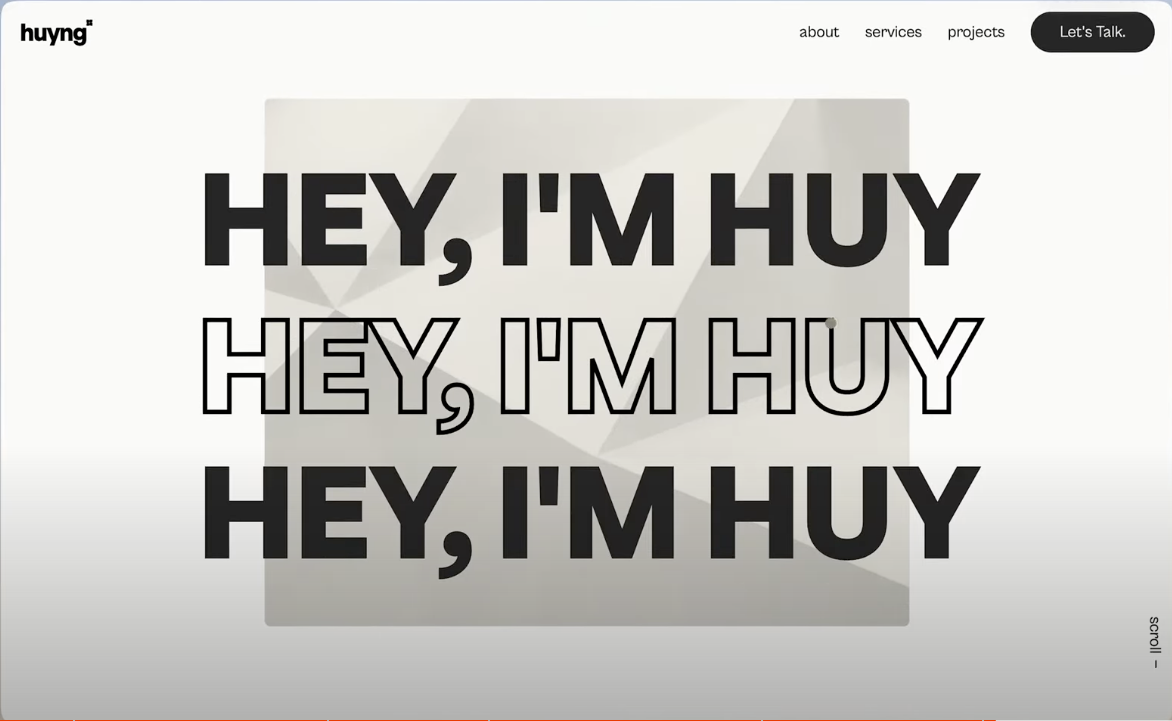 huyng
about services projects Let's Talk.
HEY, I'M HUY
HEY, I'M HUY
HEY, I'M HUY
scroll –